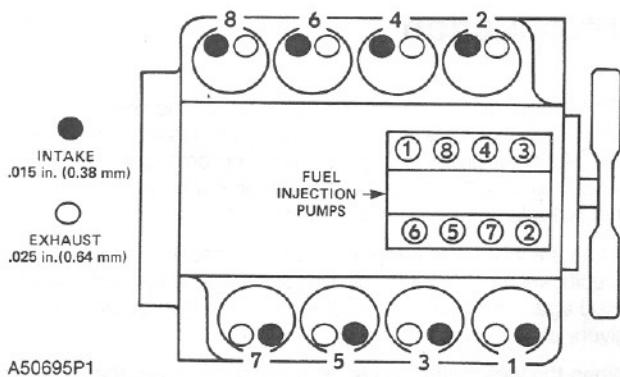 8 6 4 2
INTAKE
.015 in. (0.38 mm)
EXHAUST
.025 in.(0.64 mm)
FUEL
INJECTION
PUMPS
1 8 4 3
6 5 7 2
7 5 3 1
A50695P1